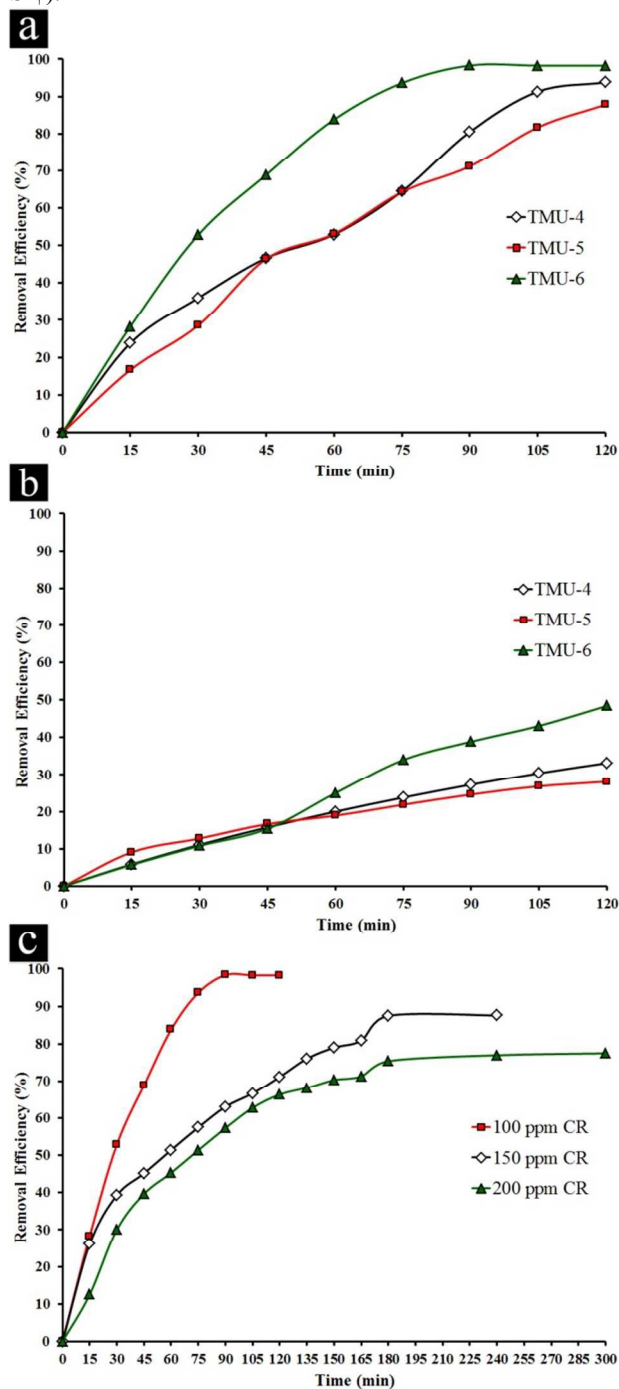 a
100
90
80
70
60
50
40
30
20
10
0
Removal Efficiency (%)
TMU-4
TMU-5
TMU-6
0 15 30 45 60 75 90 105 120
Time (min)
b
100
90
80
70
60
50
40
30
20
10
0
Removal Efficiency (%)
TMU-4
TMU-5
TMU-6
0 15 30 45 60 75 90 105 120
Time (min)
c
100
90
80
70
60
50
40
30
20
10
0
Removal Efficiency (%)
100 ppm CR
150 ppm CR
200 ppm CR
0 15 30 45 60 75 90 105 120 135 150 165 180 195 210 225 240 255 270 285 300
Time (min)